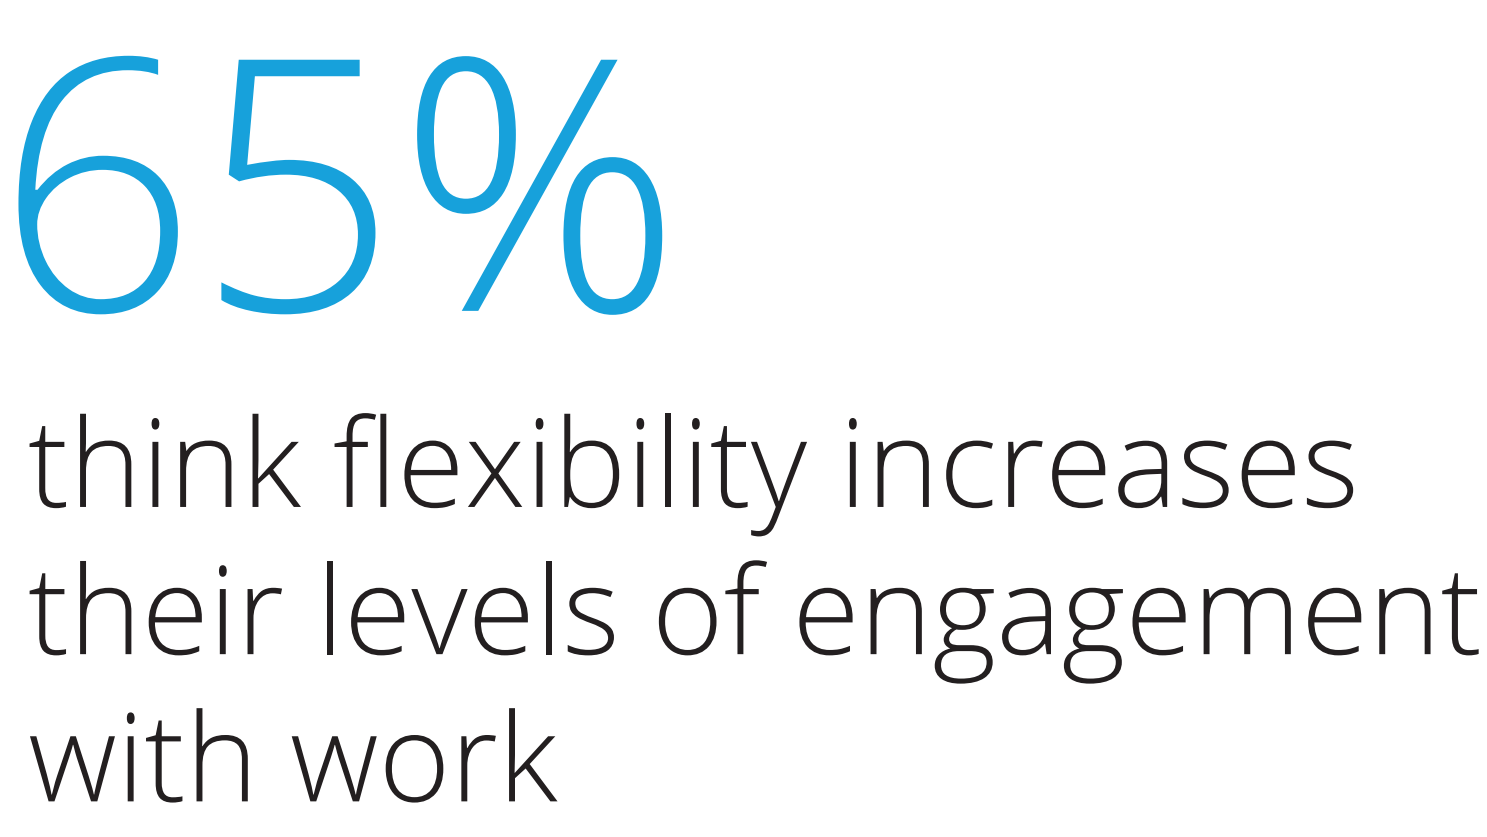 65%
think flexibility increases
their levels of engagement
with work